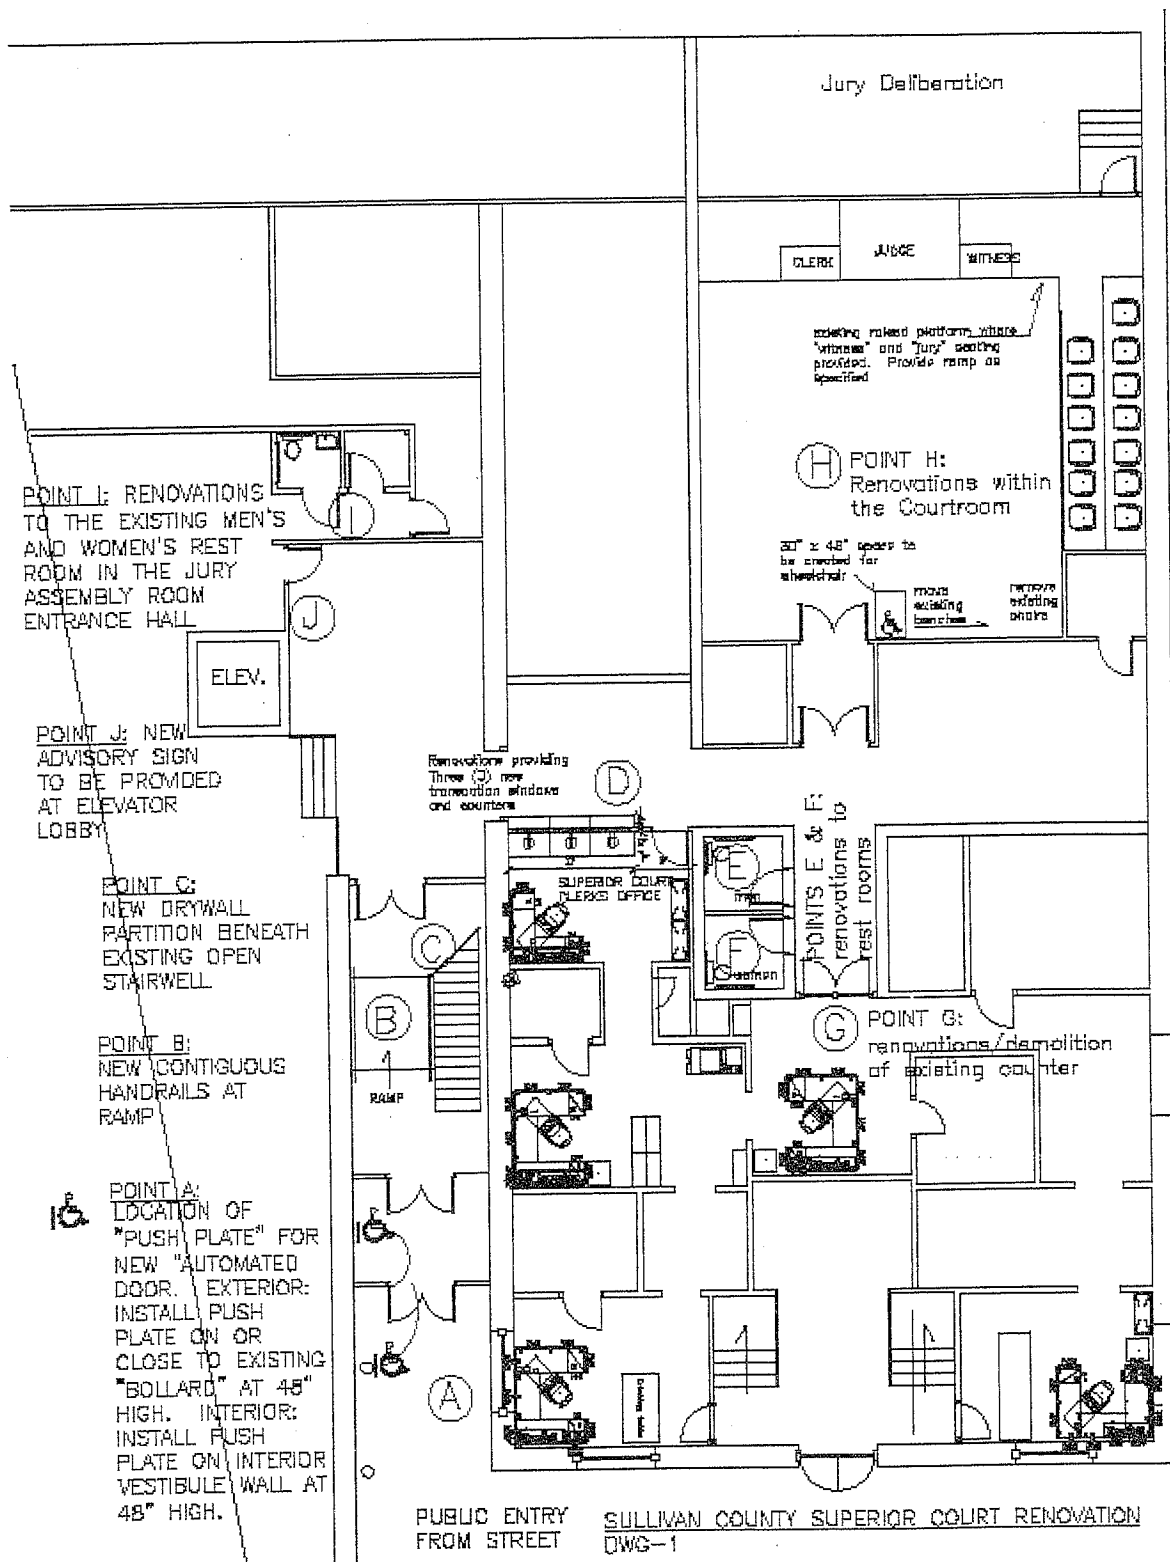 Jury Deliberation
CLERK
JUDGE
WITNESS
existing raised platform where
"witness" and "jury" seating
provided. Provide ramp as
specified
H
POINT H:
Renovations within
the Courtroom
30" x 48" space to
be created for
wheelchair
move
existing
benches
remove
existing
chairs
POINT I: RENOVATIONS
TO THE EXISTING MEN'S
AND WOMEN'S REST
ROOM IN THE JURY
ASSEMBLY ROOM
ENTRANCE HALL
I
J
ELEV.
POINT J: NEW
ADVISORY SIGN
TO BE PROVIDED
AT ELEVATOR
LOBBY
Renovations providing
Three (3) new
transaction windows
and counters
D
SUPERIOR COURT
CLERKS OFFICE
E
men
F
women
POINTS E & F:
renovations to
rest rooms
POINT C:
NEW DRYWALL
PARTITION BENEATH
EXISTING OPEN
STAIRWELL
C
B
RAMP
G
POINT G:
renovations/demolition
of existing counter
POINT B:
NEW CONTIGUOUS
HANDRAILS AT
RAMP
POINT A:
LOCATION OF
"PUSH PLATE" FOR
NEW "AUTOMATED
DOOR. EXTERIOR:
INSTALL PUSH
PLATE ON OR
CLOSE TO EXISTING
"BOLLARD" AT 48"
HIGH. INTERIOR:
INSTALL PUSH
PLATE ON INTERIOR
VESTIBULE WALL AT
48" HIGH.
A
PUBLIC ENTRY
FROM STREET
SULLIVAN COUNTY SUPERIOR COURT RENOVATION
DWG-1